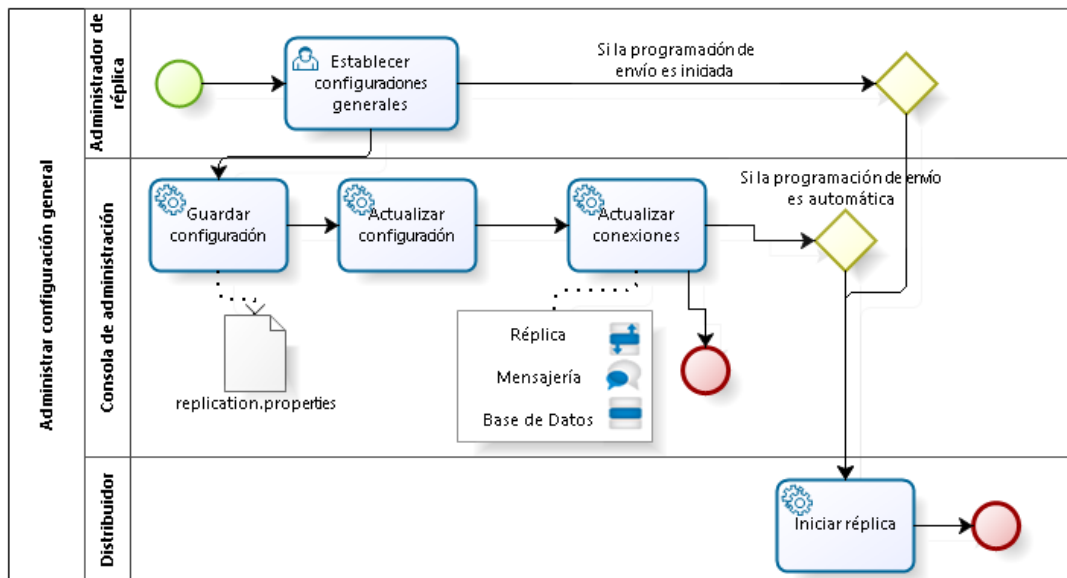 Administrar configuración general
Administrador de
réplica
Establecer
configuraciones
generales
Si la programación de
envío es iniciada
Consola de administración
Guardar
configuración
Actualizar
configuración
Actualizar
conexiones
Si la programación de envío
es automática
replication.properties
Réplica
Mensajería
Base de Datos
Distribuidor
Iniciar réplica